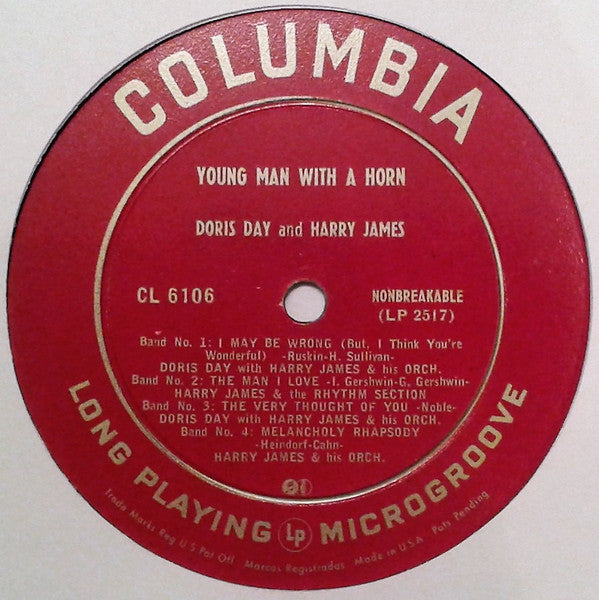 COLUMBIA
YOUNG MAN WITH A HORN
DORIS DAY and HARRY JAMES
CL 6106
NONBREAKABLE
(LP 2517)
Band No. 1: I MAY BE WRONG (But, I Think You're
Wonderful) -Ruskin-H. Sullivan-
DORIS DAY with HARRY JAMES & his ORCH.
Band No. 2: THE MAN I LOVE -I. Gershwin-G. Gershwin-
HARRY JAMES & the RHYTHM SECTION
Band No. 3: THE VERY THOUGHT OF YOU -Noble-
DORIS DAY with HARRY JAMES & his ORCH.
Band No. 4: MELANCHOLY RHAPSODY
-Heindorf-Cahn-
HARRY JAMES & his ORCH.
LONG PLAYING Lp MICROGROOVE
Trade Marks Reg U S Pat Off Marcas Registradas Made in U.S.A Pats Pending